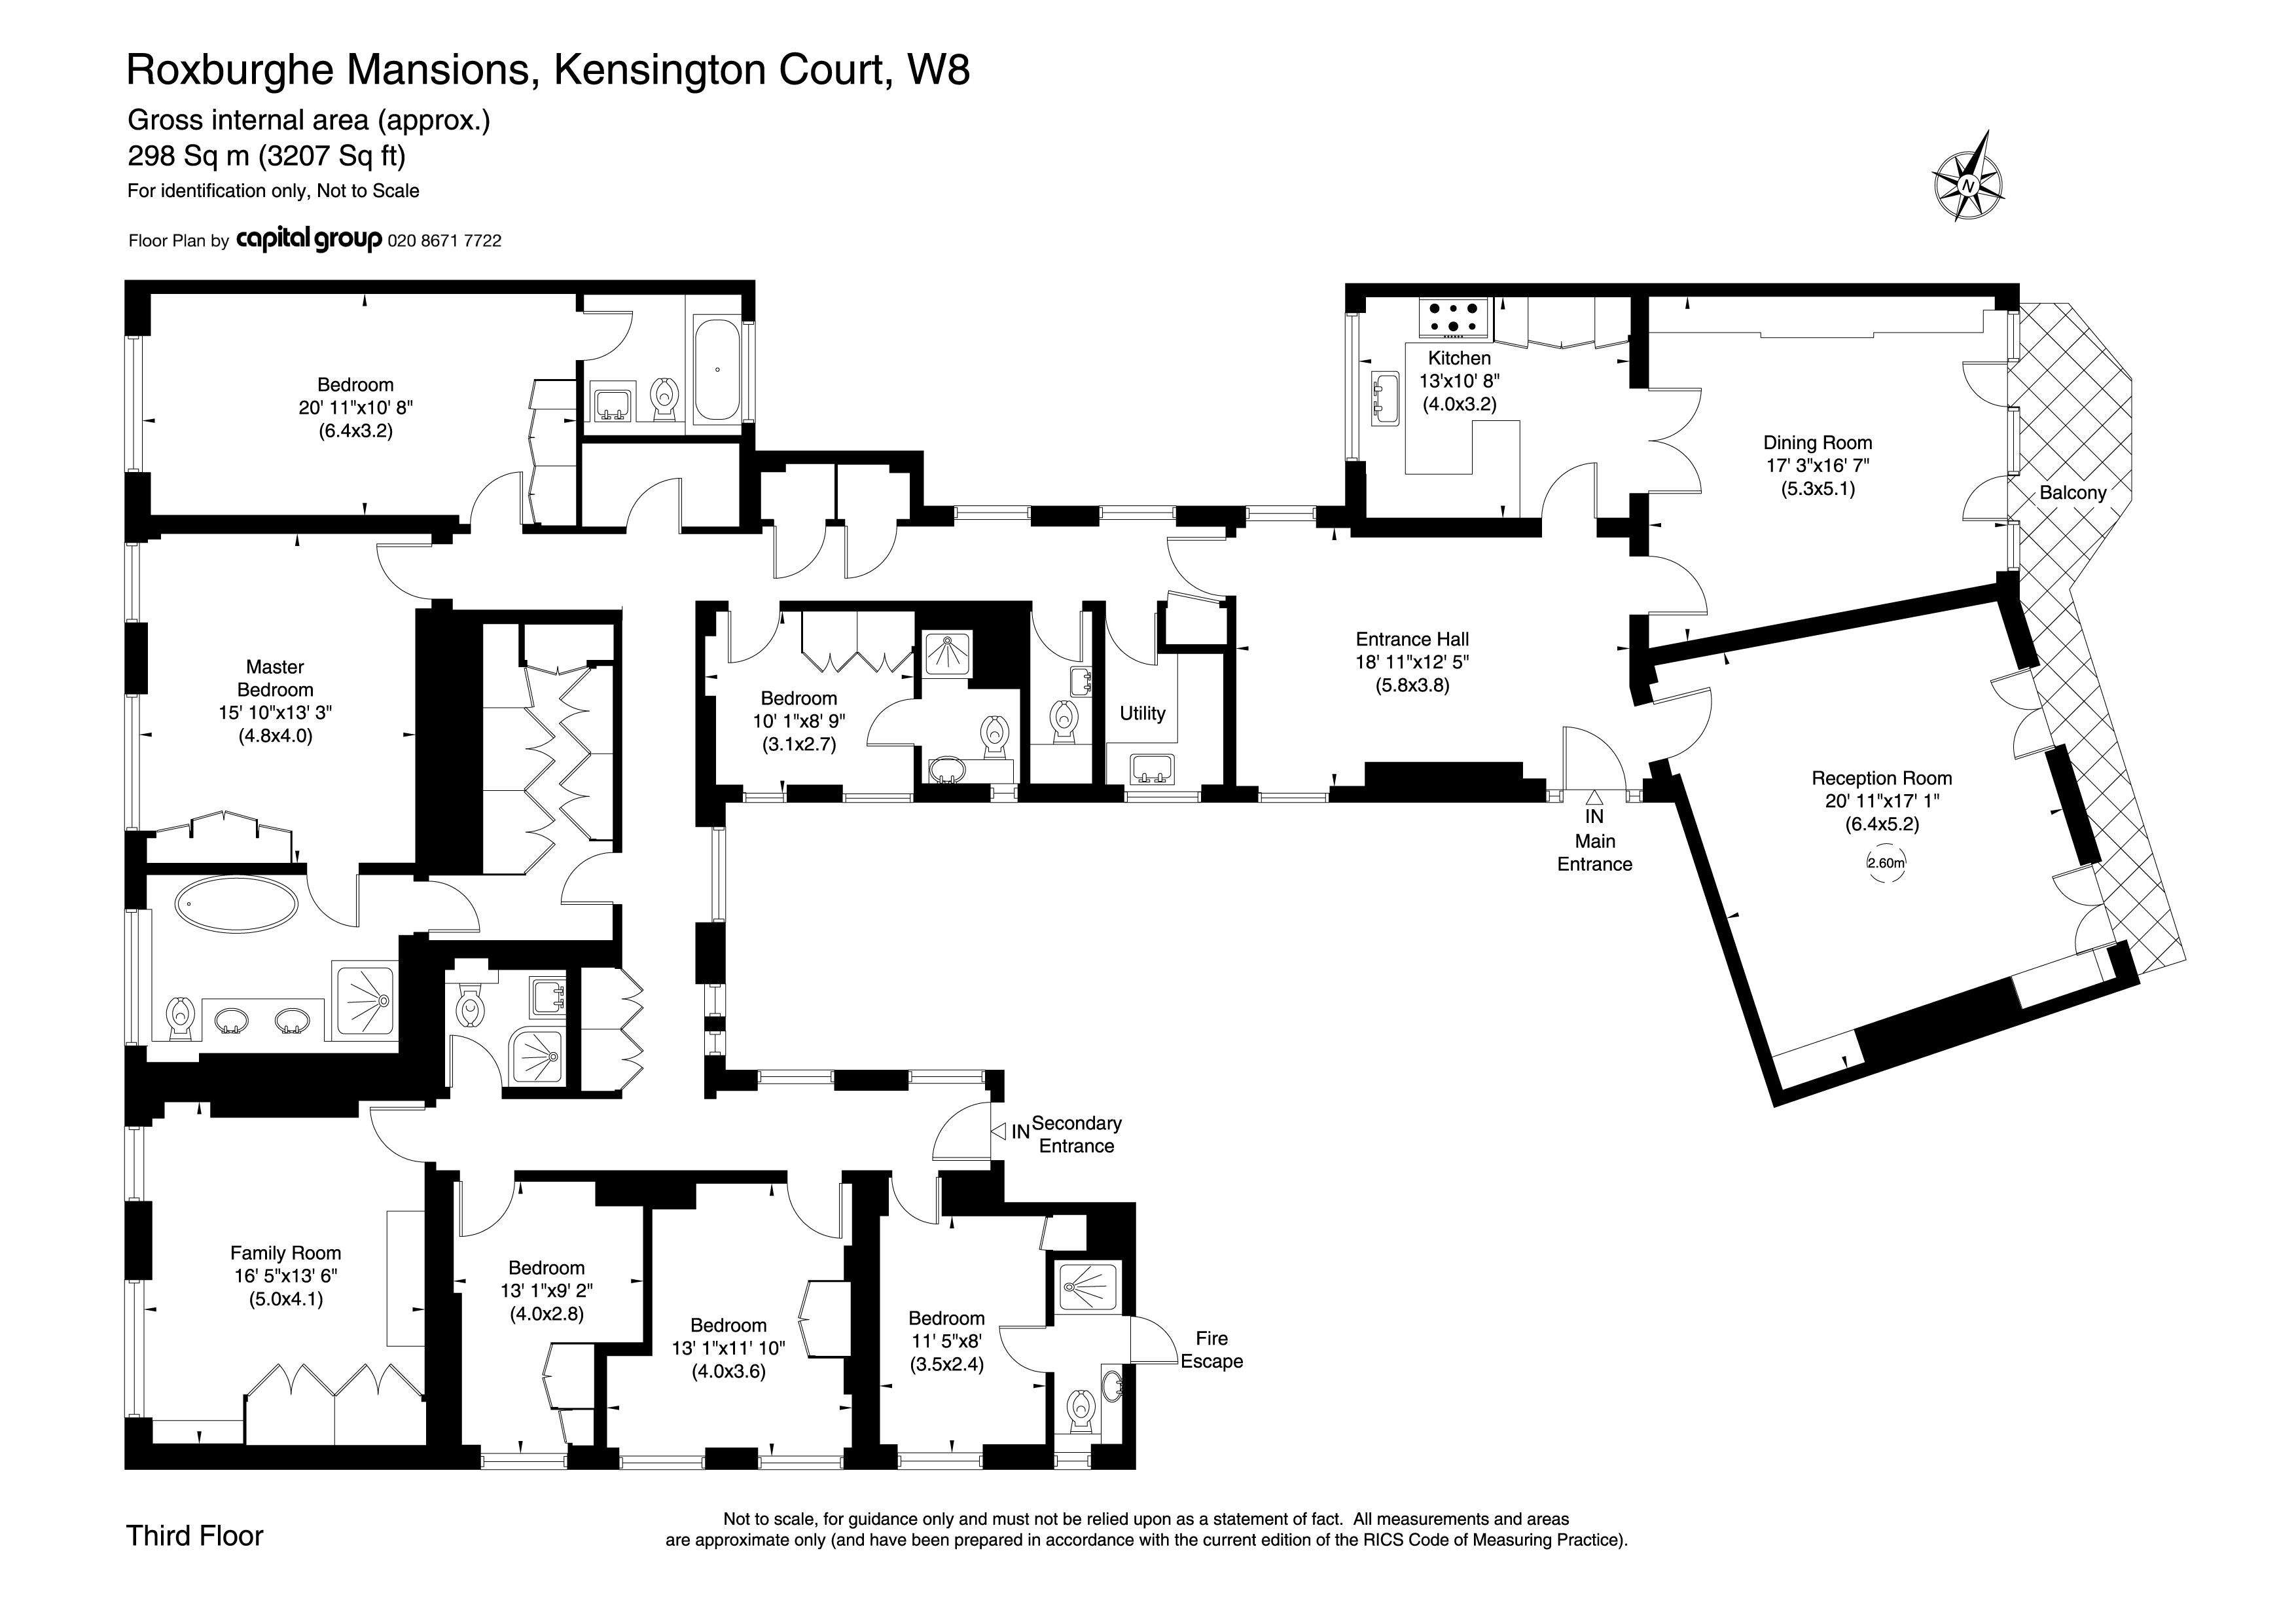 Roxburghe Mansions, Kensington Court, W8
Gross internal area (approx.)
298 Sq m (3207 Sq ft)
For identification only, Not to Scale
Floor Plan by capital group 020 8671 7722
N
Bedroom
20' 11"x10' 8"
(6.4x3.2)
Kitchen
13'x10' 8"
(4.0x3.2)
Dining Room
17' 3"x16' 7"
(5.3x5.1)
Balcony
Master
Bedroom
15' 10"x13' 3"
(4.8x4.0)
Bedroom
10' 1"x8' 9"
(3.1x2.7)
Utility
Entrance Hall
18' 11"x12' 5"
(5.8x3.8)
IN
Main
Entrance
Reception Room
20' 11"x17' 1"
(6.4x5.2)
2.60m
IN
Secondary
Entrance
Family Room
16' 5"x13' 6"
(5.0x4.1)
Bedroom
13' 1"x9' 2"
(4.0x2.8)
Bedroom
13' 1"x11' 10"
(4.0x3.6)
Bedroom
11' 5"x8'
(3.5x2.4)
Fire
Escape
Third Floor
Not to scale, for guidance only and must not be relied upon as a statement of fact. All measurements and areas
are approximate only (and have been prepared in accordance with the current edition of the RICS Code of Measuring Practice).